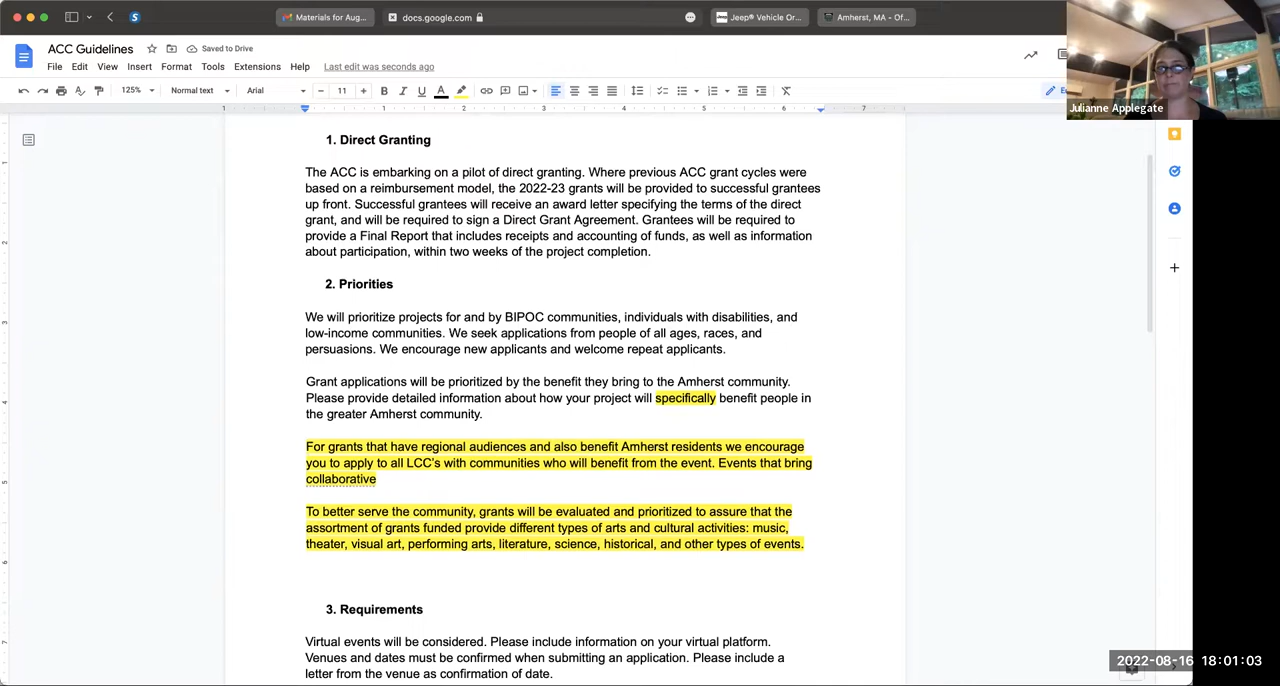 Materials for Aug...
docs.google.com
Jeep® Vehicle Or...
Amherst, MA - Of...
ACC Guidelines
Saved to Drive
File Edit View Insert Format Tools Extensions Help Last edit was seconds ago
125% Normal text Arial 11 B I U A
Julianne Applegate
1 1 2 3 4 5 6 7
1. Direct Granting
The ACC is embarking on a pilot of direct granting. Where previous ACC grant cycles were
based on a reimbursement model, the 2022-23 grants will be provided to successful grantees
up front. Successful grantees will receive an award letter specifying the terms of the direct
grant, and will be required to sign a Direct Grant Agreement. Grantees will be required to
provide a Final Report that includes receipts and accounting of funds, as well as information
about participation, within two weeks of the project completion.
2. Priorities
We will prioritize projects for and by BIPOC communities, individuals with disabilities, and
low-income communities. We seek applications from people of all ages, races, and
persuasions. We encourage new applicants and welcome repeat applicants.
Grant applications will be prioritized by the benefit they bring to the Amherst community.
Please provide detailed information about how your project will specifically benefit people in
the greater Amherst community.
For grants that have regional audiences and also benefit Amherst residents we encourage
you to apply to all LCC's with communities who will benefit from the event. Events that bring
collaborative
To better serve the community, grants will be evaluated and prioritized to assure that the
assortment of grants funded provide different types of arts and cultural activities: music,
theater, visual art, performing arts, literature, science, historical, and other types of events.
3. Requirements
Virtual events will be considered. Please include information on your virtual platform.
Venues and dates must be confirmed when submitting an application. Please include a
letter from the venue as confirmation of date.
2022-08-16 18:01:03